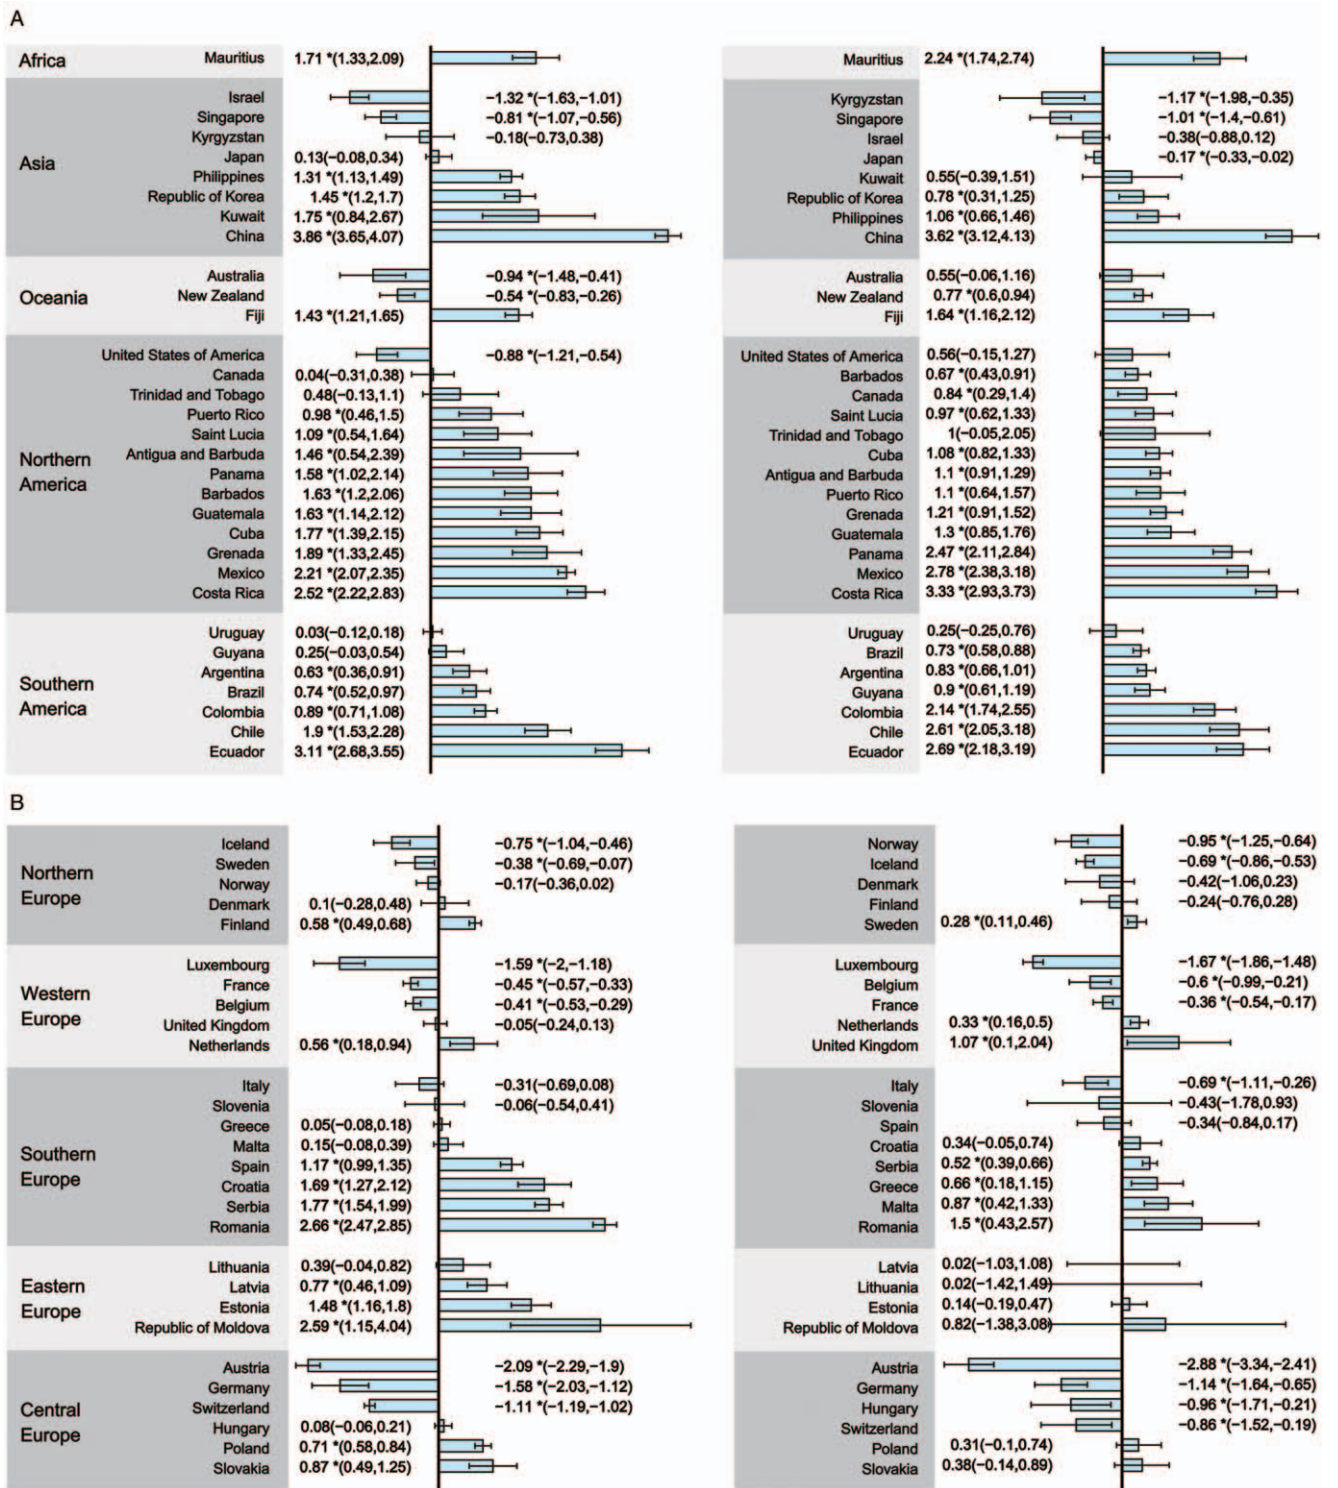 A
Africa
Mauritius 1.71 *(1.33,2.09)
Mauritius 2.24 *(1.74,2.74)
Asia
Israel −1.32 *(−1.63,−1.01)
Singapore −0.81 *(−1.07,−0.56)
Kyrgyzstan −0.18(−0.73,0.38)
Japan 0.13(−0.08,0.34)
Philippines 1.31 *(1.13,1.49)
Republic of Korea 1.45 *(1.2,1.7)
Kuwait 1.75 *(0.84,2.67)
China 3.86 *(3.65,4.07)
Kyrgyzstan −1.17 *(−1.98,−0.35)
Singapore −1.01 *(−1.4,−0.61)
Israel −0.38(−0.88,0.12)
Japan −0.17 *(−0.33,−0.02)
Kuwait 0.55(−0.39,1.51)
Republic of Korea 0.78 *(0.31,1.25)
Philippines 1.06 *(0.66,1.46)
China 3.62 *(3.12,4.13)
Oceania
Australia −0.94 *(−1.48,−0.41)
New Zealand −0.54 *(−0.83,−0.26)
Fiji 1.43 *(1.21,1.65)
Australia 0.55(−0.06,1.16)
New Zealand 0.77 *(0.6,0.94)
Fiji 1.64 *(1.16,2.12)
Northern
America
United States of America −0.88 *(−1.21,−0.54)
Canada 0.04(−0.31,0.38)
Trinidad and Tobago 0.48(−0.13,1.1)
Puerto Rico 0.98 *(0.46,1.5)
Saint Lucia 1.09 *(0.54,1.64)
Antigua and Barbuda 1.46 *(0.54,2.39)
Panama 1.58 *(1.02,2.14)
Barbados 1.63 *(1.2,2.06)
Guatemala 1.63 *(1.14,2.12)
Cuba 1.77 *(1.39,2.15)
Grenada 1.89 *(1.33,2.45)
Mexico 2.21 *(2.07,2.35)
Costa Rica 2.52 *(2.22,2.83)
United States of America 0.56(−0.15,1.27)
Barbados 0.67 *(0.43,0.91)
Canada 0.84 *(0.29,1.4)
Saint Lucia 0.97 *(0.62,1.33)
Trinidad and Tobago 1(−0.05,2.05)
Cuba 1.08 *(0.82,1.33)
Antigua and Barbuda 1.1 *(0.91,1.29)
Puerto Rico 1.1 *(0.64,1.57)
Grenada 1.21 *(0.91,1.52)
Guatemala 1.3 *(0.85,1.76)
Panama 2.47 *(2.11,2.84)
Mexico 2.78 *(2.38,3.18)
Costa Rica 3.33 *(2.93,3.73)
Southern
America
Uruguay 0.03(−0.12,0.18)
Guyana 0.25(−0.03,0.54)
Argentina 0.63 *(0.36,0.91)
Brazil 0.74 *(0.52,0.97)
Colombia 0.89 *(0.71,1.08)
Chile 1.9 *(1.53,2.28)
Ecuador 3.11 *(2.68,3.55)
Uruguay 0.25(−0.25,0.76)
Brazil 0.73 *(0.58,0.88)
Argentina 0.83 *(0.66,1.01)
Guyana 0.9 *(0.61,1.19)
Colombia 2.14 *(1.74,2.55)
Chile 2.61 *(2.05,3.18)
Ecuador 2.69 *(2.18,3.19)
B
Northern
Europe
Iceland −0.75 *(−1.04,−0.46)
Sweden −0.38 *(−0.69,−0.07)
Norway −0.17(−0.36,0.02)
Denmark 0.1(−0.28,0.48)
Finland 0.58 *(0.49,0.68)
Norway −0.95 *(−1.25,−0.64)
Iceland −0.69 *(−0.86,−0.53)
Denmark −0.42(−1.06,0.23)
Finland −0.24(−0.76,0.28)
Sweden 0.28 *(0.11,0.46)
Western
Europe
Luxembourg −1.59 *(−2,−1.18)
France −0.45 *(−0.57,−0.33)
Belgium −0.41 *(−0.53,−0.29)
United Kingdom −0.05(−0.24,0.13)
Netherlands 0.56 *(0.18,0.94)
Luxembourg −1.67 *(−1.86,−1.48)
Belgium −0.6 *(−0.99,−0.21)
France −0.36 *(−0.54,−0.17)
Netherlands 0.33 *(0.16,0.5)
United Kingdom 1.07 *(0.1,2.04)
Southern
Europe
Italy −0.31(−0.69,0.08)
Slovenia −0.06(−0.54,0.41)
Greece 0.05(−0.08,0.18)
Malta 0.15(−0.08,0.39)
Spain 1.17 *(0.99,1.35)
Croatia 1.69 *(1.27,2.12)
Serbia 1.77 *(1.54,1.99)
Romania 2.66 *(2.47,2.85)
Italy −0.69 *(−1.11,−0.26)
Slovenia −0.43(−1.78,0.93)
Spain −0.34(−0.84,0.17)
Croatia 0.34(−0.05,0.74)
Serbia 0.52 *(0.39,0.66)
Greece 0.66 *(0.18,1.15)
Malta 0.87 *(0.42,1.33)
Romania 1.5 *(0.43,2.57)
Eastern
Europe
Lithuania 0.39(−0.04,0.82)
Latvia 0.77 *(0.46,1.09)
Estonia 1.48 *(1.16,1.8)
Republic of Moldova 2.59 *(1.15,4.04)
Latvia 0.02(−1.03,1.08)
Lithuania 0.02(−1.42,1.49)
Estonia 0.14(−0.19,0.47)
Republic of Moldova 0.82(−1.38,3.08)
Central
Europe
Austria −2.09 *(−2.29,−1.9)
Germany −1.58 *(−2.03,−1.12)
Switzerland −1.11 *(−1.19,−1.02)
Hungary 0.08(−0.06,0.21)
Poland 0.71 *(0.58,0.84)
Slovakia 0.87 *(0.49,1.25)
Austria −2.88 *(−3.34,−2.41)
Germany −1.14 *(−1.64,−0.65)
Hungary −0.96 *(−1.71,−0.21)
Switzerland −0.86 *(−1.52,−0.19)
Poland 0.31(−0.1,0.74)
Slovakia 0.38(−0.14,0.89)